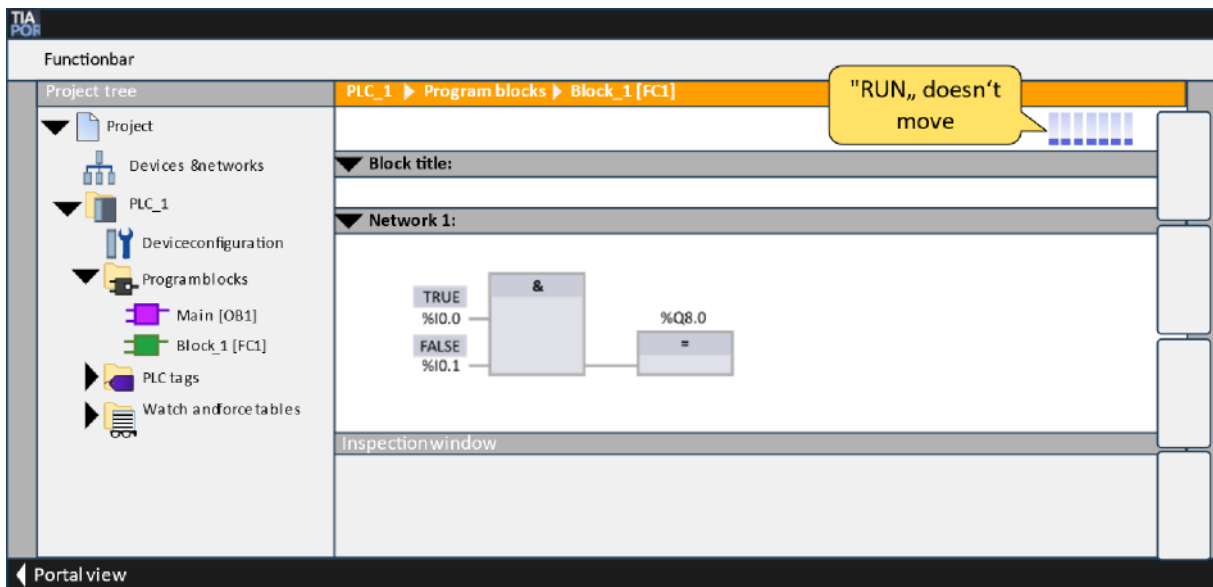 TIA
POR
Functionbar
Project tree
PLC_1 Program blocks Block_1 [FC1]
"RUN„ doesn't
move
Project
Devices &networks
PLC_1
Deviceconfiguration
Programblocks
Main [OB1]
Block_1 [FC1]
PLC tags
Watch andforcetables
Block title:
Network 1:
&
TRUE
%I0.0
FALSE
%I0.1
%Q8.0
=
Inspectionwindow
Portal view